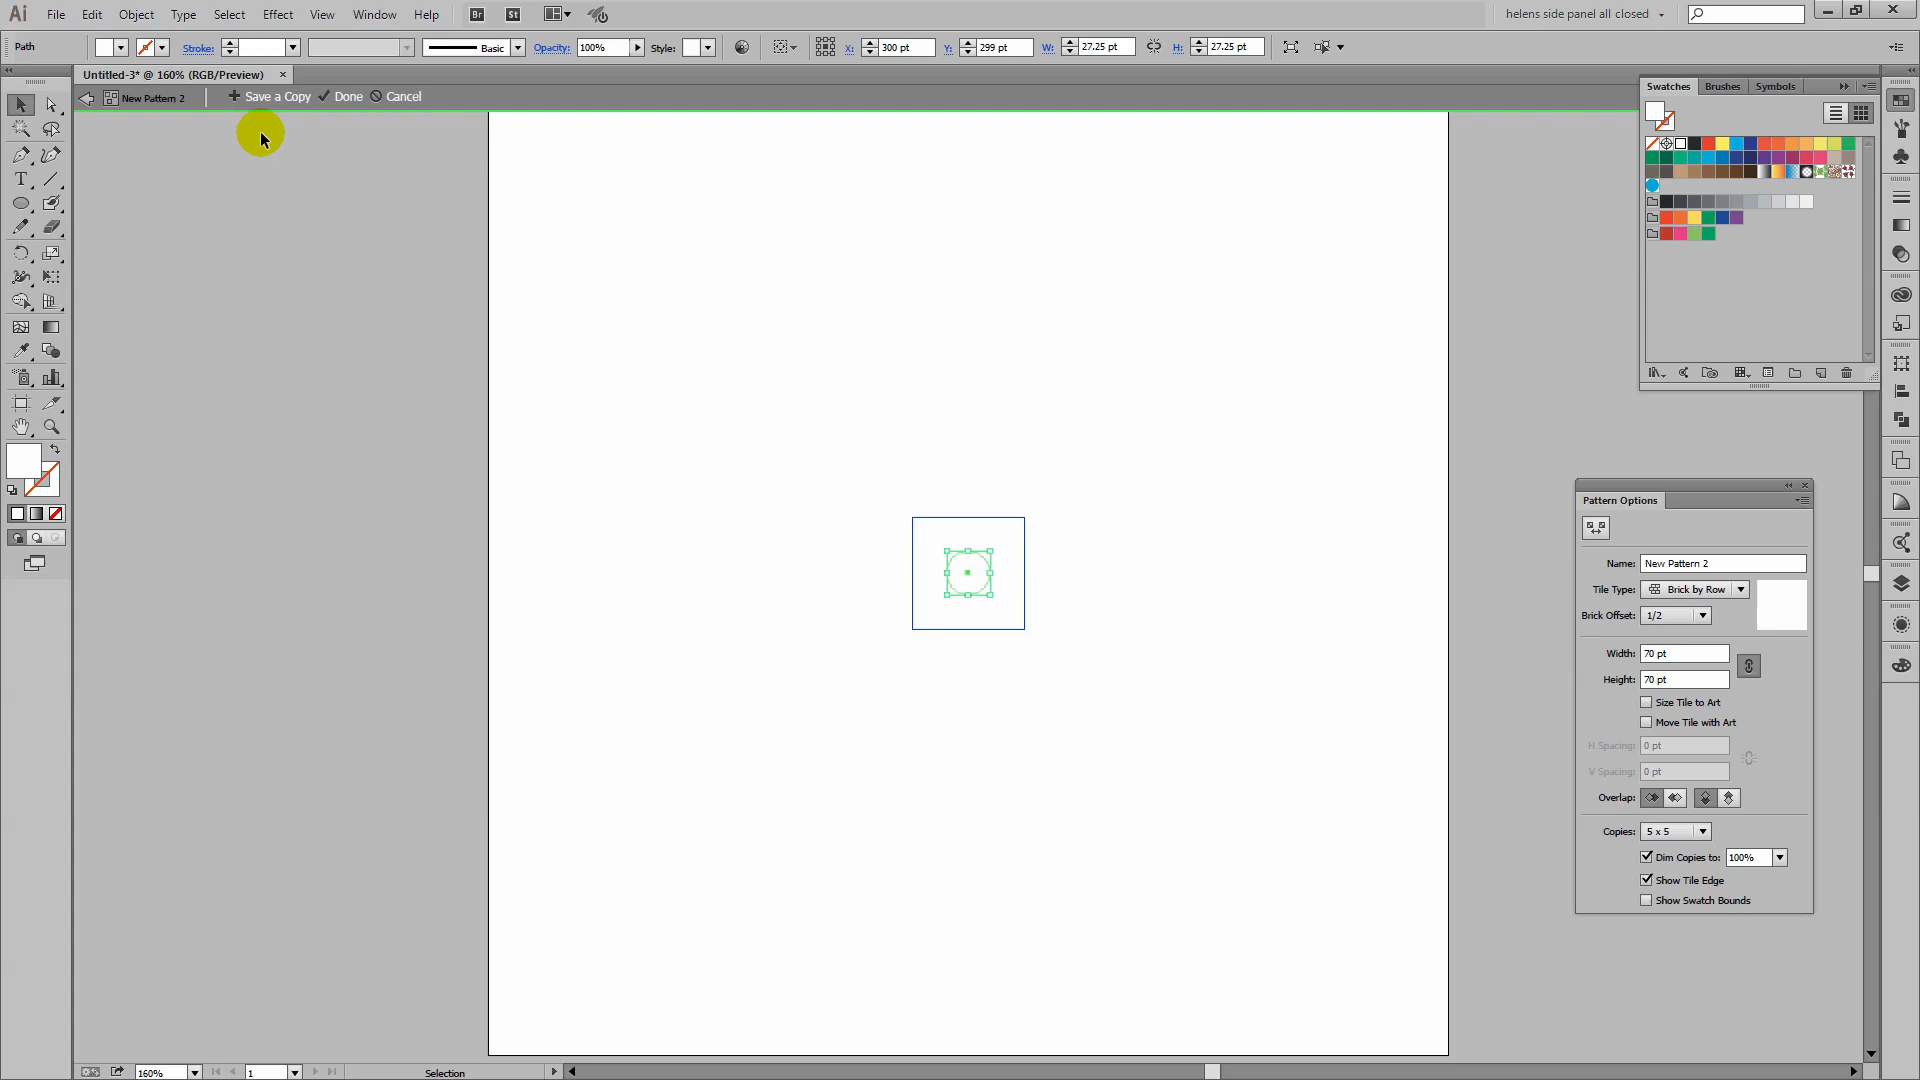 Ai File Edit Object Type Select Effect View Window Help Br St helens side panel all closed
Path Stroke: Basic Opacity: 100% Style: X: 300 pt Y: 299 pt W: 27.25 pt H: 27.25 pt
Untitled-3* @ 160% (RGB/Preview) ×
New Pattern 2 + Save a Copy Done Cancel
Swatches Brushes Symbols
T
Pattern Options
Name: New Pattern 2
Tile Type: Brick by Row
Brick Offset: 1/2
Width: 70 pt
Height: 70 pt
Size Tile to Art
Move Tile with Art
H Spacing: 0 pt
V Spacing: 0 pt
Overlap:
Copies: 5 x 5
Dim Copies to: 100%
Show Tile Edge
Show Swatch Bounds
160% 1 Selection